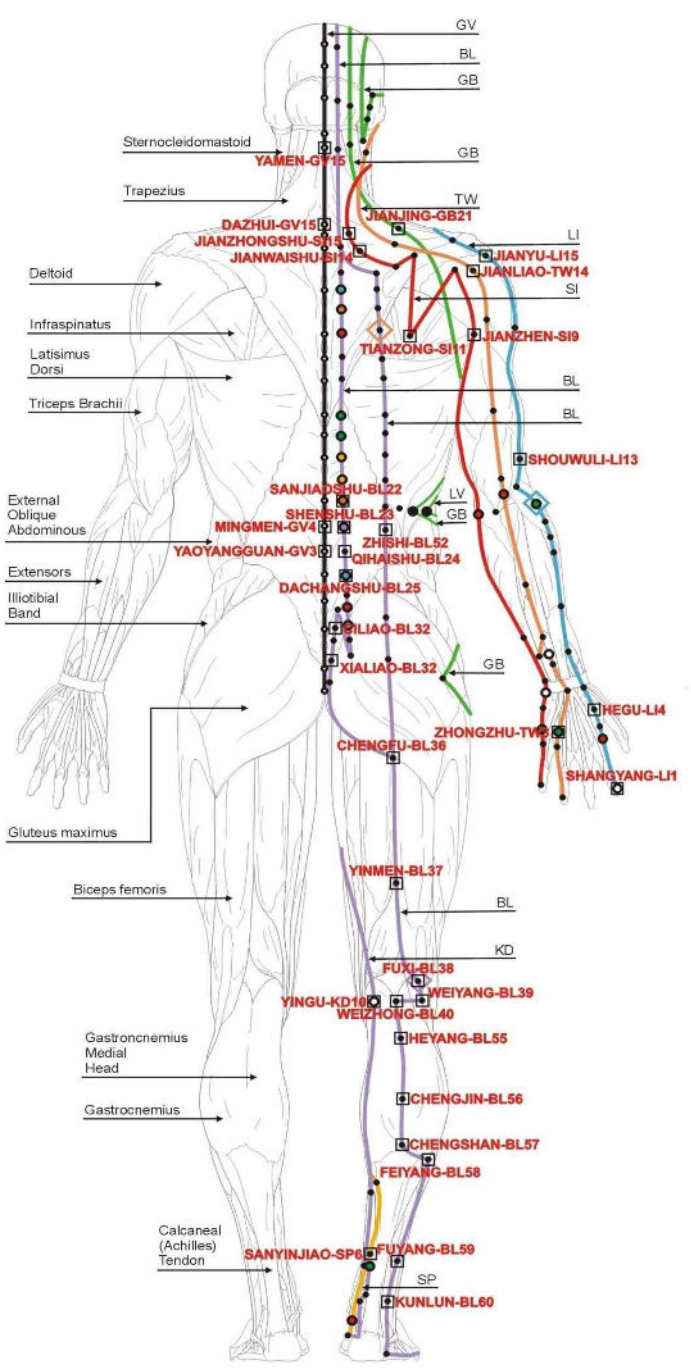 GV
BL
GB
Sternocleidomastoid
YAMEN-GV15
GB
Trapezius
TW
JIANJING-GB21
DAZHUI-GV15
LI
JIANZHONGSHU-SI15
JIANWAISHU-SI14
JIANYU-LI15
JIANLIAO-TW14
Deltoid
SI
Infraspinatus
JIANZHEN-SI9
TIANZONG-SI11
Latisimus
Dorsi
BL
Triceps Brachii
BL
SHOUWULI-LI13
SANJIAOSHU-BL22
LV
External
Oblique
Abdominous
SHENSHU-BL23
GB
MINGMEN-GV4
ZHISHI-BL52
YAOYANGGUAN-GV3
QIHAISHU-BL24
Extensors
DACHANGSHU-BL25
Illiotibial
Band
CILIAO-BL32
XIALIAO-BL32
GB
HEGU-LI4
ZHONGZHU-TW3
CHENGFU-BL36
SHANGYANG-LI1
Gluteus maximus
YINMEN-BL37
Biceps femoris
BL
KD
FUXI-BL38
WEIYANG-BL39
YINGU-KD10
WEIZHONG-BL40
Gastroncnemius
Medial
Head
HEYANG-BL55
CHENGJIN-BL56
Gastrocnemius
CHENGSHAN-BL57
FEIYANG-BL58
Calcaneal
(Achilles)
Tendon
SANYINJIAO-SP6
FUYANG-BL59
SP
KUNLUN-BL60